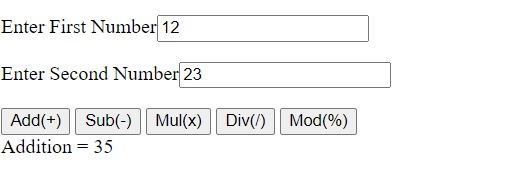 Enter First Number 12
Enter Second Number 23
Add(+) Sub(-) Mul(x) Div(/) Mod(%)
Addition = 35